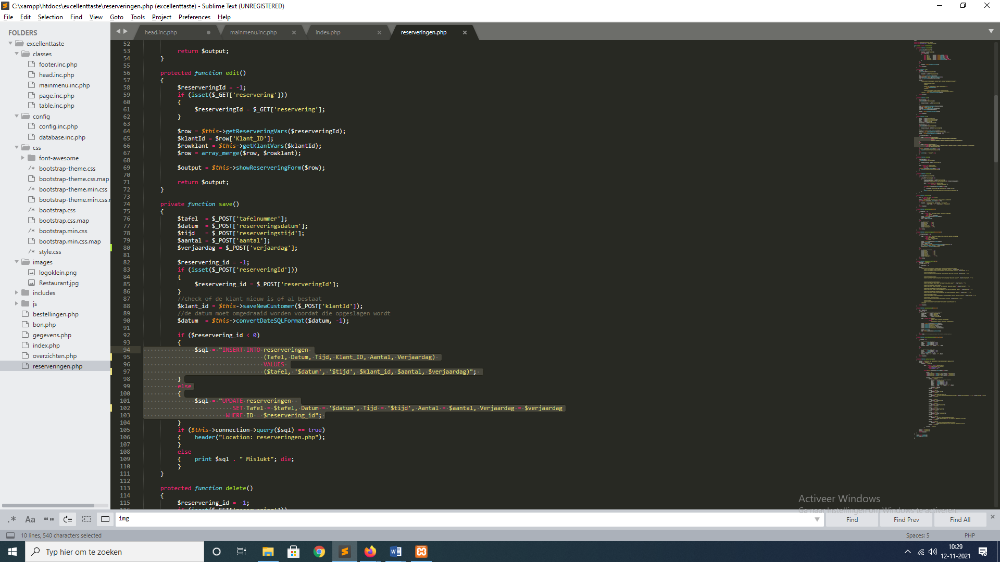 C:\xampp\htdocs\excellenttaste\reserveringen.php (excellenttaste) - Sublime Text (UNREGISTERED)
File Edit Selection Find View Goto Tools Project Preferences Help
FOLDERS
excellenttaste
classes
footer.inc.php
head.inc.php
mainmenu.inc.php
page.inc.php
table.inc.php
config
config.inc.php
database.inc.php
css
font-awesome
/* bootstrap-theme.css
bootstrap-theme.css.map
/* bootstrap-theme.min.css
bootstrap-theme.min.css.r
/* bootstrap.css
bootstrap.css.map
/* bootstrap.min.css
bootstrap.min.css.map
/* style.css
images
logoklein.png
Restaurant.jpg
includes
js
bestellingen.php
bon.php
gegevens.php
index.php
overzichten.php
reserveringen.php
head.inc.php mainmenu.inc.php index.php reserveringen.php
52
53 return $output;
54 }
55
56 protected function edit()
57 {
58 $reserveringId = -1;
59 if (isset($_GET['reservering']))
60 {
61 $reserveringId = $_GET['reservering'];
62 }
63
64 $row = $this->getReserveringVars($reserveringId);
65 $klantId = $row['Klant_ID'];
66 $rowklant = $this->getKlantVars($klantId);
67 $row = array_merge($row, $rowklant);
68
69 $output = $this->showReserveringForm($row);
70
71 return $output;
72 }
73
74 private function save()
75 {
76 $tafel = $_POST['tafelnummer'];
77 $datum = $_POST['reserveringsdatum'];
78 $tijd = $_POST['reserveringstijd'];
79 $aantal = $_POST['aantal'];
80 $verjaardag = $_POST['verjaardag'];
81
82 $reservering_id = -1;
83 if (isset($_POST['reserveringId']))
84 {
85 $reservering_id = $_POST['reserveringId'];
86 }
87 //check of de klant nieuw is of al bestaat
88 $klant_id = $this->saveNewCustomer($_POST['klantId']);
89 //de datum moet omgedraaid worden voordat die opgeslagen wordt
90 $datum = $this->convertDateSQLFormat($datum, -1);
91
92 if ($reservering_id < 0)
93 {
94 $sql = "INSERT INTO reserveringen
95 (Tafel, Datum, Tijd, Klant_ID, Aantal, Verjaardag)
96 VALUES
97 ($tafel, '$datum', '$tijd', $klant_id, $aantal, $verjaardag)";
98 }
99 else
100 {
101 $sql = "UPDATE reserveringen
102 SET Tafel = $tafel, Datum = '$datum', Tijd = '$tijd', Aantal = $aantal, Verjaardag = $verjaardag
103 WHERE ID = $reservering_id";
104 }
105 if ($this->connection->query($sql) == true)
106 { header("Location: reserveringen.php");
107 }
108 else
109 { print $sql . " Mislukt"; die;
110 }
111 }
112
113 protected function delete()
114 {
115 $reservering_id = -1;
Activeer Windows
Ga naar Instellingen om Windows te activeren.
.* Aa “” img Find Find Prev Find All
10 lines, 540 characters selected Spaces: 5 PHP
Typ hier om te zoeken
10:29
12-11-2021